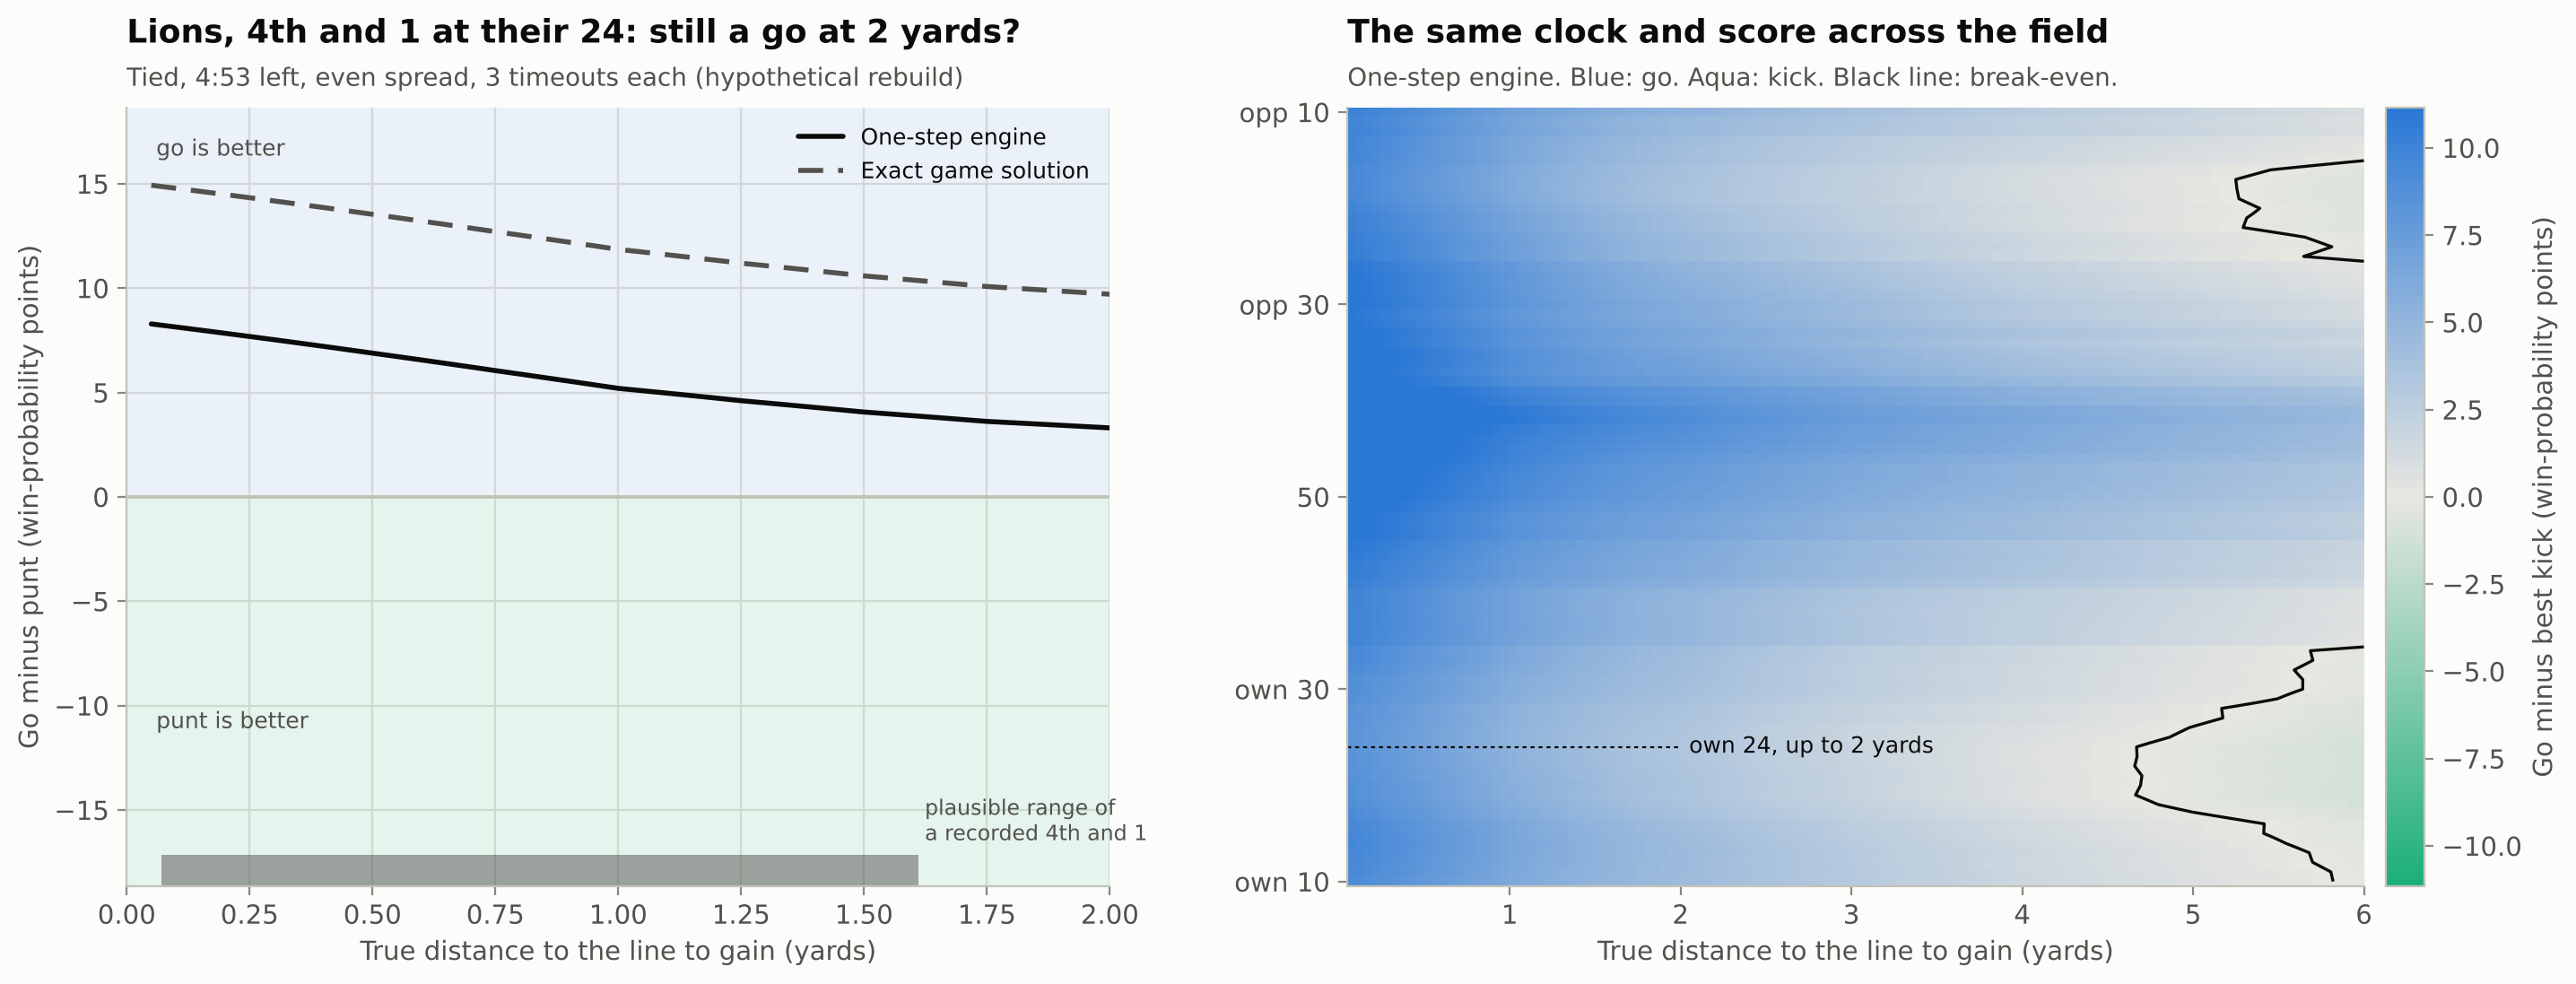 Lions, 4th and 1 at their 24: still a go at 2 yards?
Tied, 4:53 left, even spread, 3 timeouts each (hypothetical rebuild)
go is better
One-step engine
Exact game solution
15
10
5
0
−5
−10
−15
Go minus punt (win-probability points)
punt is better
plausible range of
a recorded 4th and 1
0.00 0.25 0.50 0.75 1.00 1.25 1.50 1.75 2.00
True distance to the line to gain (yards)
The same clock and score across the field
One-step engine. Blue: go. Aqua: kick. Black line: break-even.
opp 10
opp 30
50
own 30
own 10
own 24, up to 2 yards
1 2 3 4 5 6
True distance to the line to gain (yards)
10.0
7.5
5.0
2.5
0.0
−2.5
−5.0
−7.5
−10.0
Go minus best kick (win-probability points)